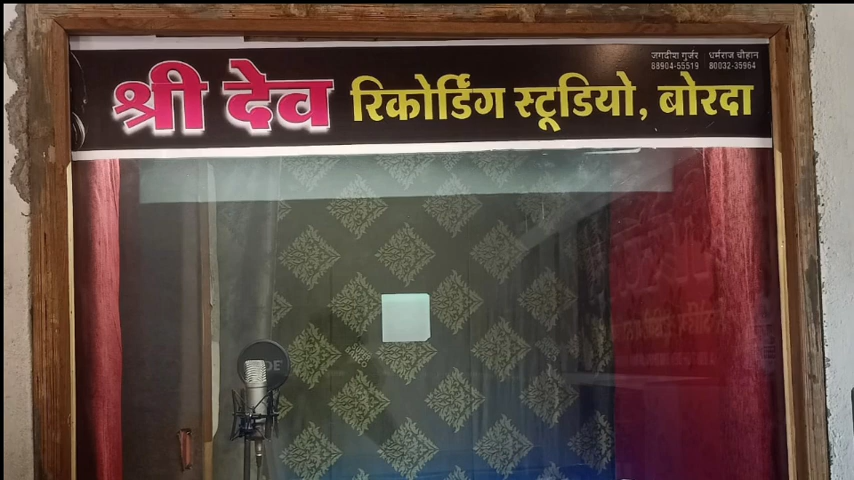 श्री देव रिकोर्डिंग स्टूडियो, बोरदा
जगदीश गुर्जर धर्मराज चौहान
88904-55519 80032-35964